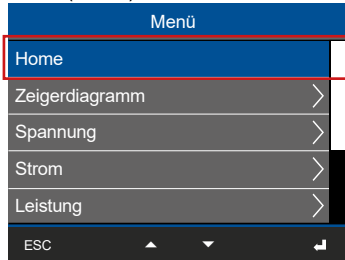 Menü
Home
Zeigerdiagramm
Spannung
Strom
Leistung
ESC